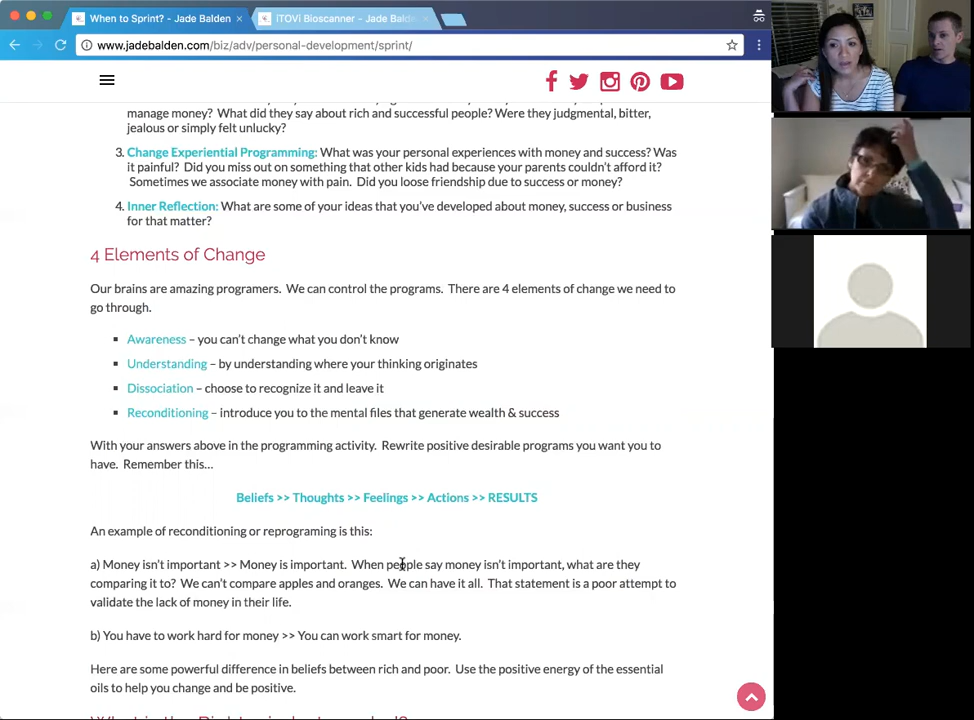 When to Sprint? - Jade Balden
iTOVi Bioscanner - Jade Bald
www.jadebalden.com/biz/adv/personal-development/sprint/
manage money? What did they say about rich and successful people? Were they judgmental, bitter,
jealous or simply felt unlucky?
3. Change Experiential Programming: What was your personal experiences with money and success? Was
it painful? Did you miss out on something that other kids had because your parents couldn't afford it?
Sometimes we associate money with pain. Did you loose friendship due to success or money?
4. Inner Reflection: What are some of your ideas that you've developed about money, success or business
for that matter?
4 Elements of Change
Our brains are amazing programers. We can control the programs. There are 4 elements of change we need to
go through.
Awareness – you can't change what you don't know
Understanding – by understanding where your thinking originates
Dissociation – choose to recognize it and leave it
Reconditioning – introduce you to the mental files that generate wealth & success
With your answers above in the programming activity. Rewrite positive desirable programs you want you to
have. Remember this…
Beliefs >> Thoughts >> Feelings >> Actions >> RESULTS
An example of reconditioning or reprograming is this:
a) Money isn't important >> Money is important. When people say money isn't important, what are they
comparing it to? We can't compare apples and oranges. We can have it all. That statement is a poor attempt to
validate the lack of money in their life.
b) You have to work hard for money >> You can work smart for money.
Here are some powerful difference in beliefs between rich and poor. Use the positive energy of the essential
oils to help you change and be positive.